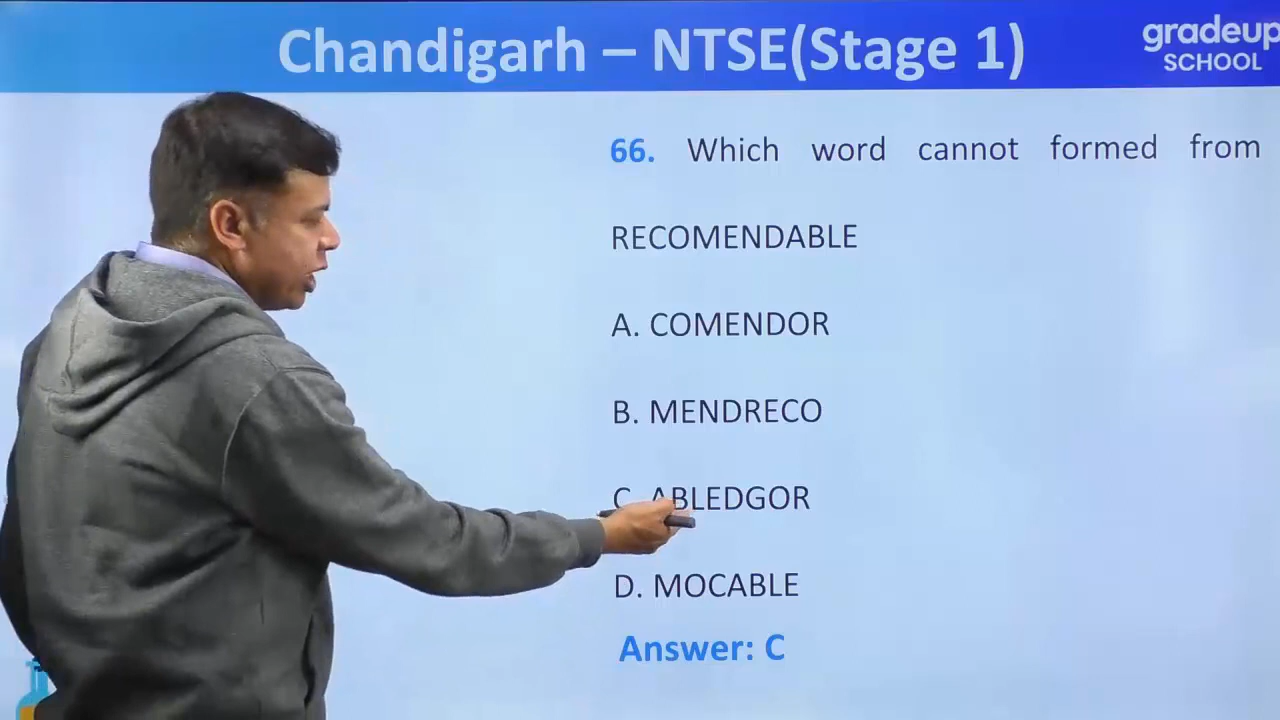 Chandigarh – NTSE(Stage 1)
gradeup
SCHOOL
66. Which word cannot formed from
RECOMENDABLE
A. COMENDOR
B. MENDRECO
C. ABLEDGOR
D. MOCABLE
Answer: C